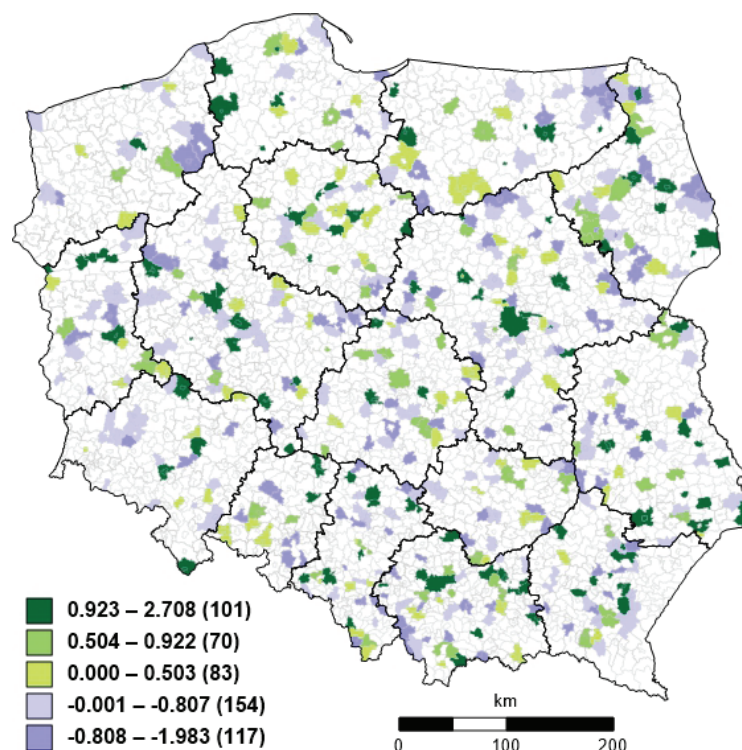 0.923 – 2.708 (101)
0.504 – 0.922 (70)
0.000 – 0.503 (83)
-0.001 – -0.807 (154)
-0.808 – -1.983 (117)
km
0 100 200